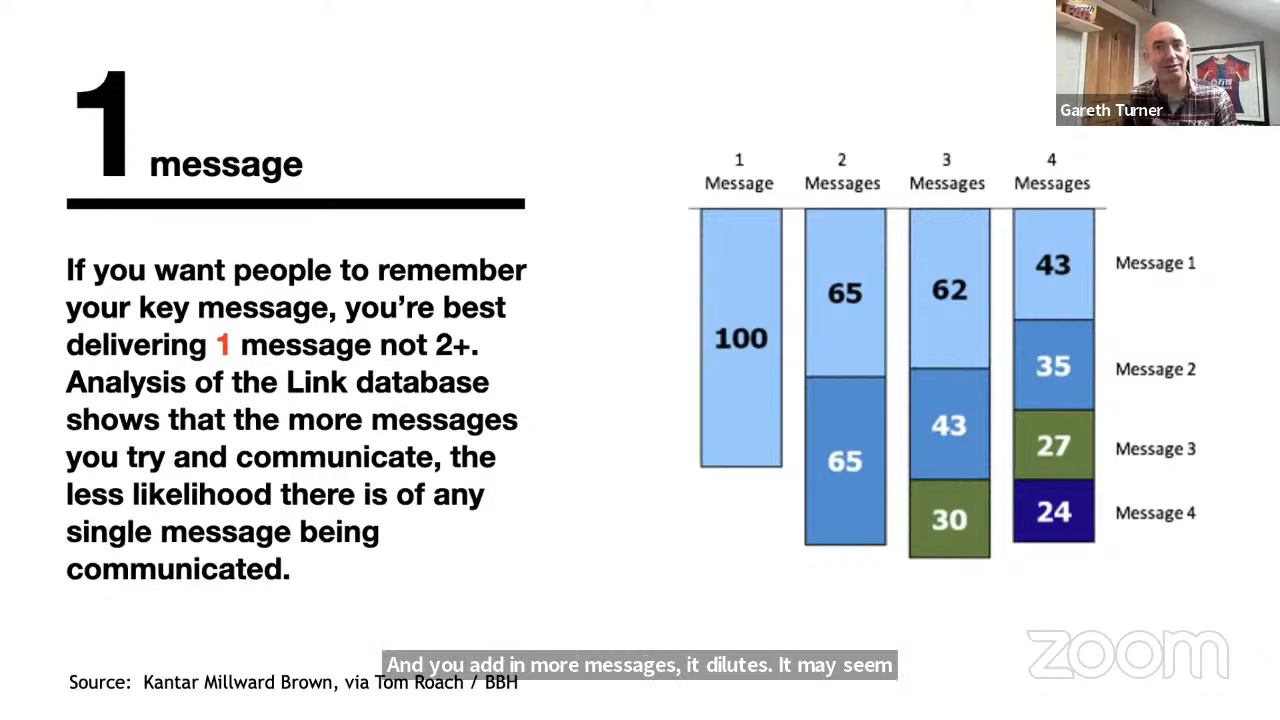 1 message
If you want people to remember
your key message, you’re best
delivering 1 message not 2+.
Analysis of the Link database
shows that the more messages
you try and communicate, the
less likelihood there is of any
single message being
communicated.
Source: Kantar Millward Brown, via Tom Roach / BBH
Gareth Turner
1 2 3 4
Message Messages Messages Messages
100 65 62 43 Message 1
65 43 35 Message 2
30 27 Message 3
24 Message 4
And you add in more messages, it dilutes. It may seem
zoom